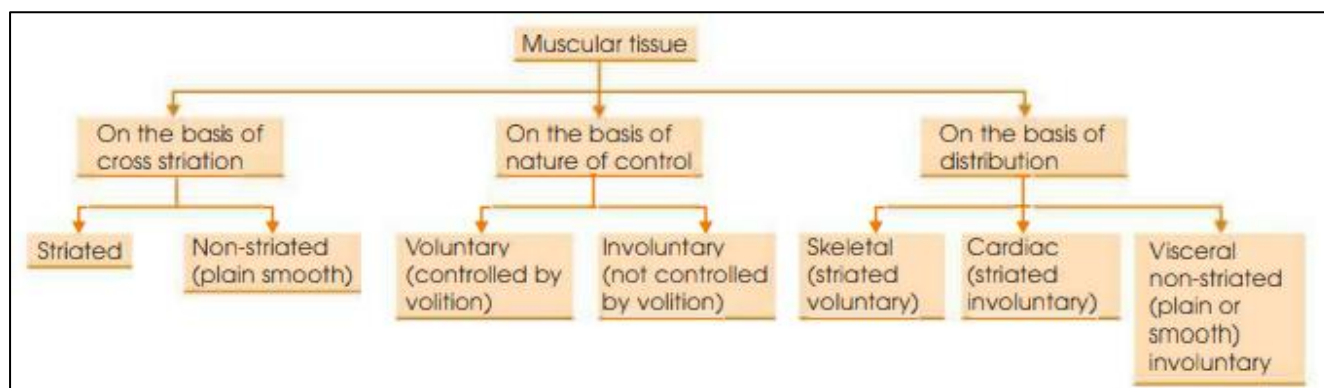 Muscular tissue
On the basis of
cross striation
On the basis of
nature of control
On the basis of
distribution
Striated
Non-striated
(plain smooth)
Voluntary
(controlled by
volition)
Involuntary
(not controlled
by volition)
Skeletal
(striated
voluntary)
Cardiac
(striated
involuntary)
Visceral
non-striated
(plain or
smooth)
involuntary